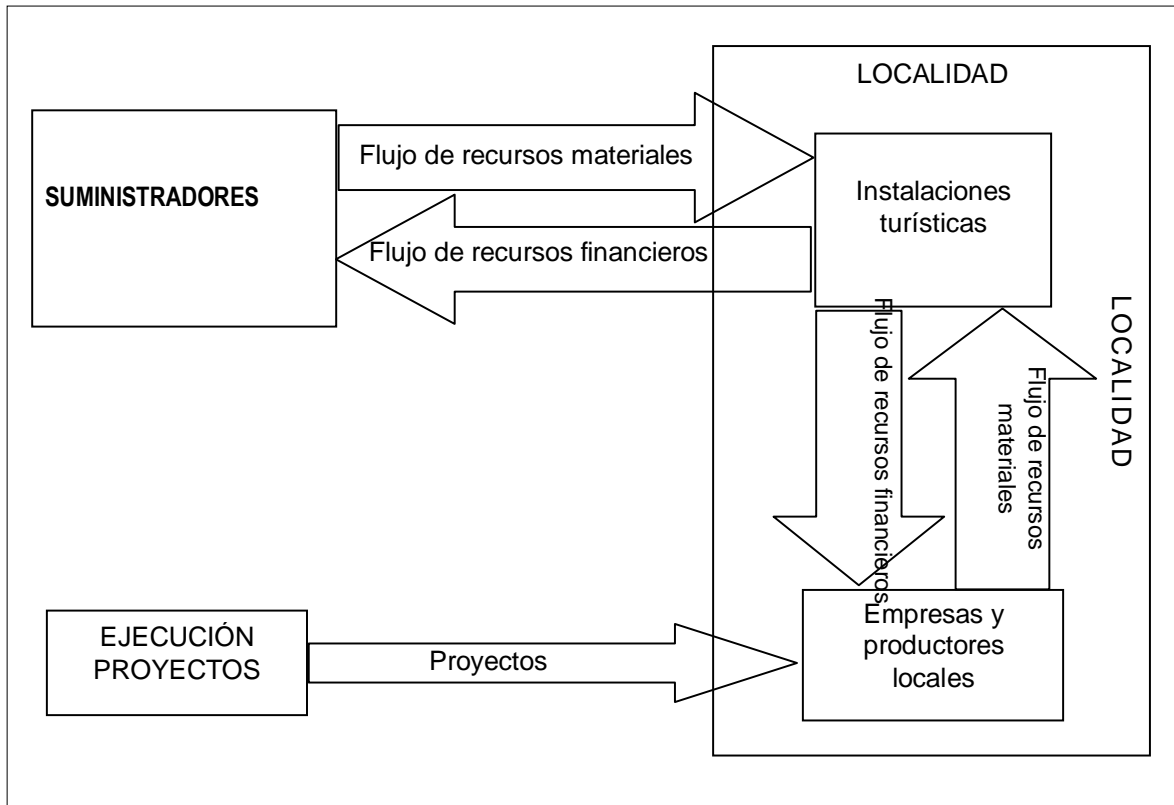 LOCALIDAD
SUMINISTRADORES
Flujo de recursos materiales
Instalaciones
turísticas
Flujo de recursos financieros
LOCALIDAD
Flujo de recursos financieros
Flujo de recursos
materiales
EJECUCIÓN
PROYECTOS
Proyectos
Empresas y
productores
locales